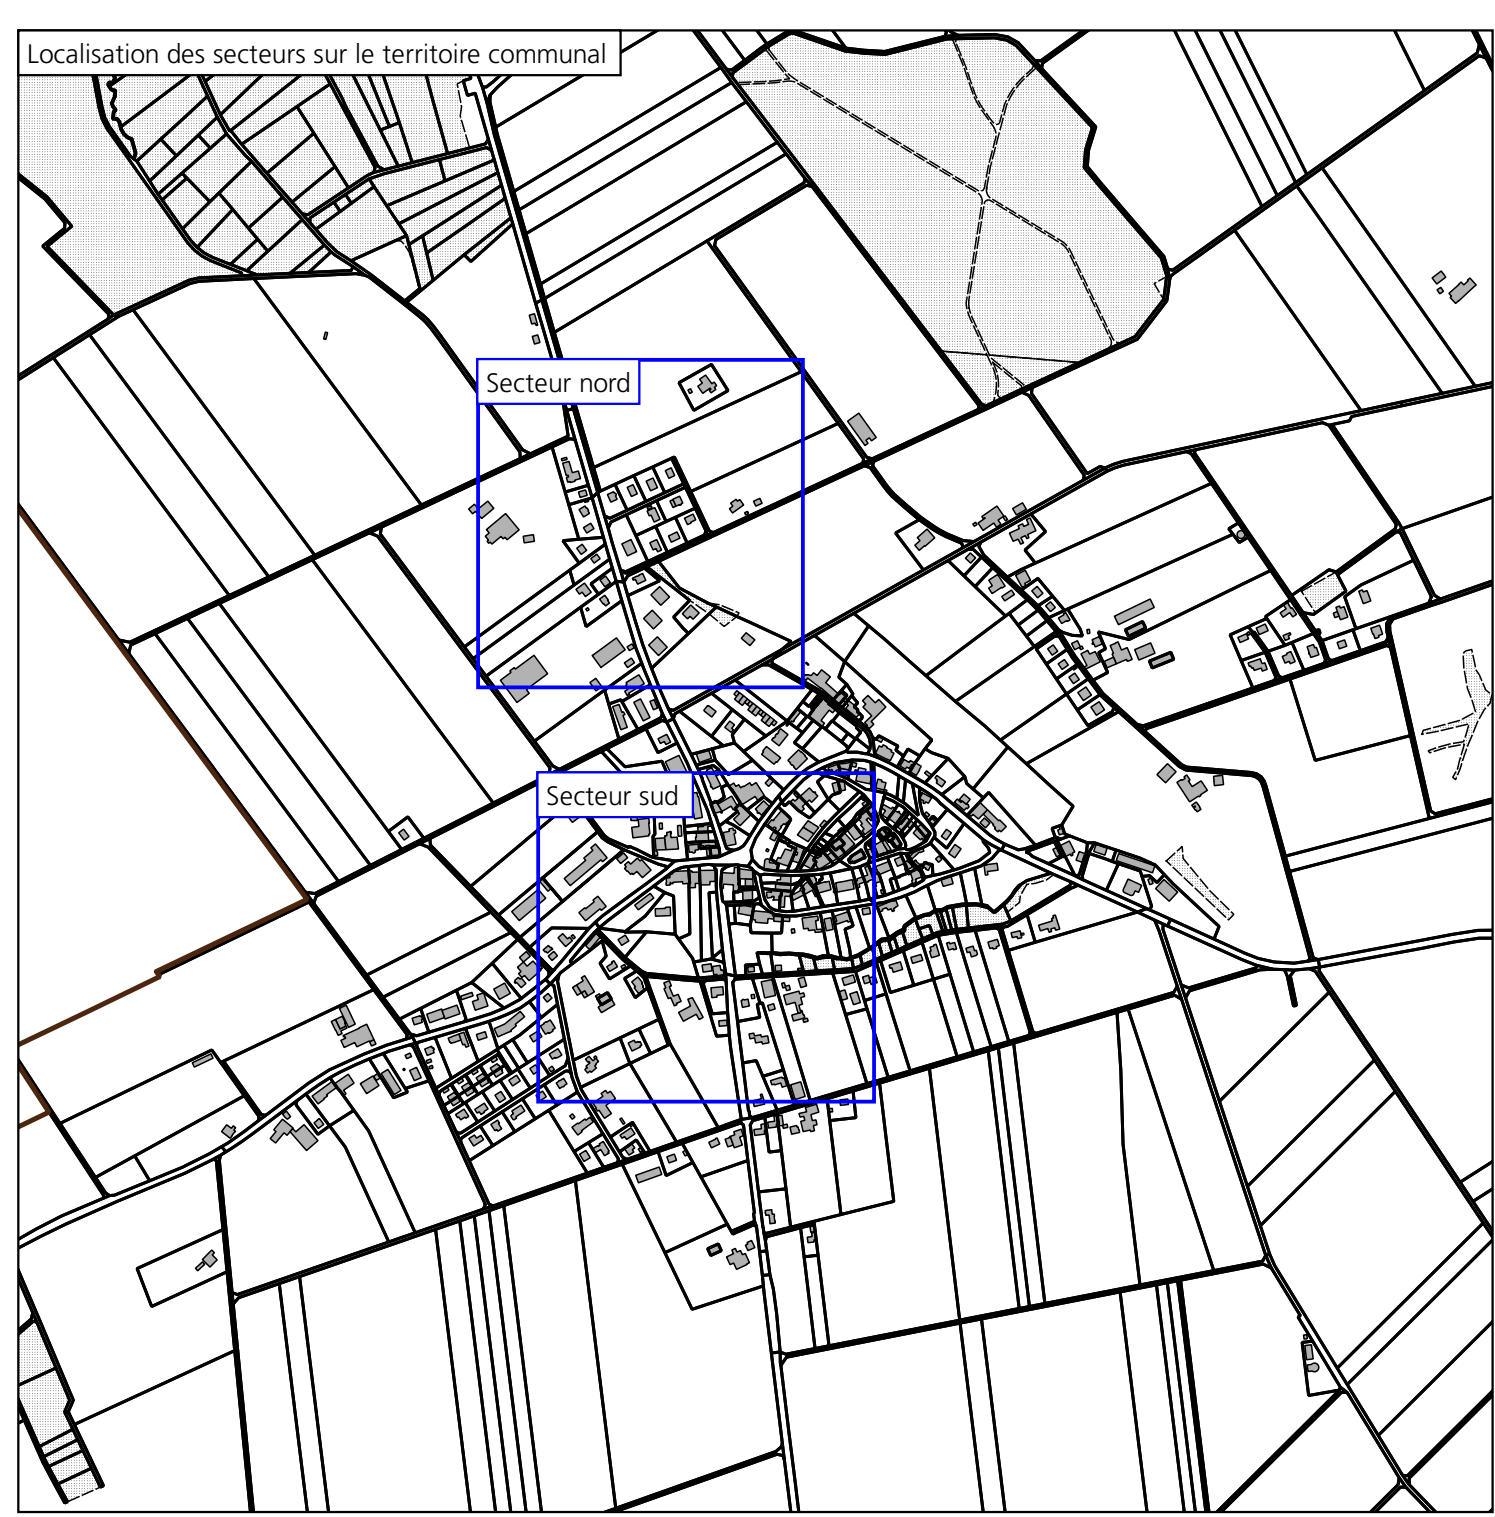 Localisation des secteurs sur le territoire communal
Secteur nord
Secteur sud